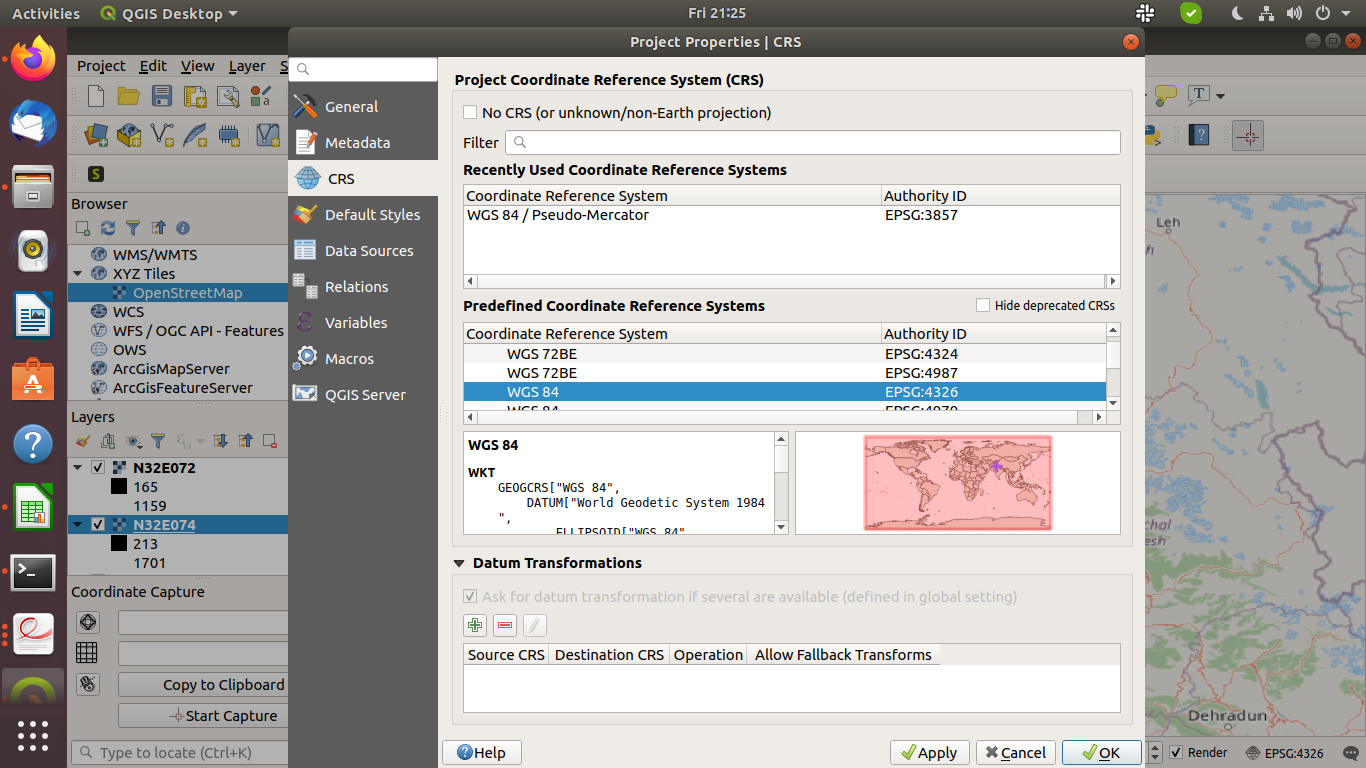 Activities
QGIS Desktop
Fri 21:25
Project Properties | CRS
Project Edit View Layer S
Browser
WMS/WMTS
XYZ Tiles
OpenStreetMap
WCS
WFS / OGC API - Features
OWS
ArcGisMapServer
ArcGisFeatureServer
Layers
N32E072
165
1159
N32E074
213
1701
Coordinate Capture
Copy to Clipboard
Start Capture
Type to locate (Ctrl+K)
General
Metadata
CRS
Default Styles
Data Sources
Relations
Variables
Macros
QGIS Server
Project Coordinate Reference System (CRS)
No CRS (or unknown/non-Earth projection)
Filter
Recently Used Coordinate Reference Systems
Coordinate Reference System Authority ID
WGS 84 / Pseudo-Mercator EPSG:3857
Predefined Coordinate Reference Systems
Hide deprecated CRSs
Coordinate Reference System Authority ID
WGS 72BE EPSG:4324
WGS 72BE EPSG:4987
WGS 84 EPSG:4326
WGS 84 EPSG:4979
WGS 84
WKT
GEOGCRS["WGS 84",
DATUM["World Geodetic System 1984
",
ELLIPSOID["WGS 84"
Datum Transformations
Ask for datum transformation if several are available (defined in global setting)
Source CRS Destination CRS Operation Allow Fallback Transforms
Help
Apply
Cancel
OK
T
S
Leh
Dehradun
Render
EPSG:4326